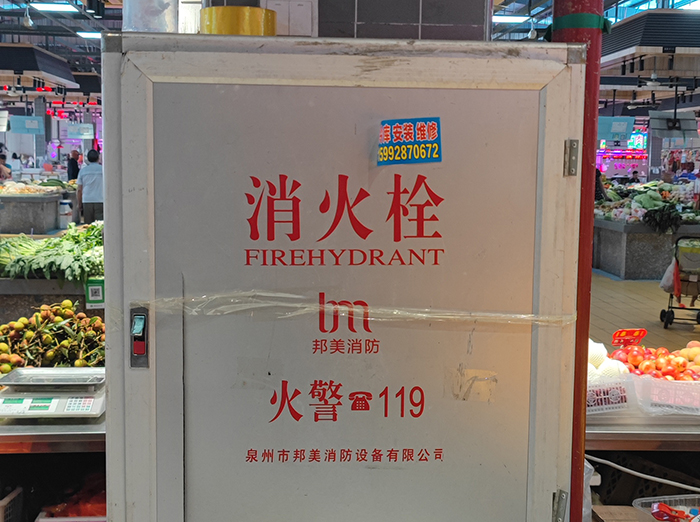 库 安装 维修
5992870672
消火栓
FIREHYDRANT
bm
邦美消防
火警☎119
泉州市邦美消防设备有限公司